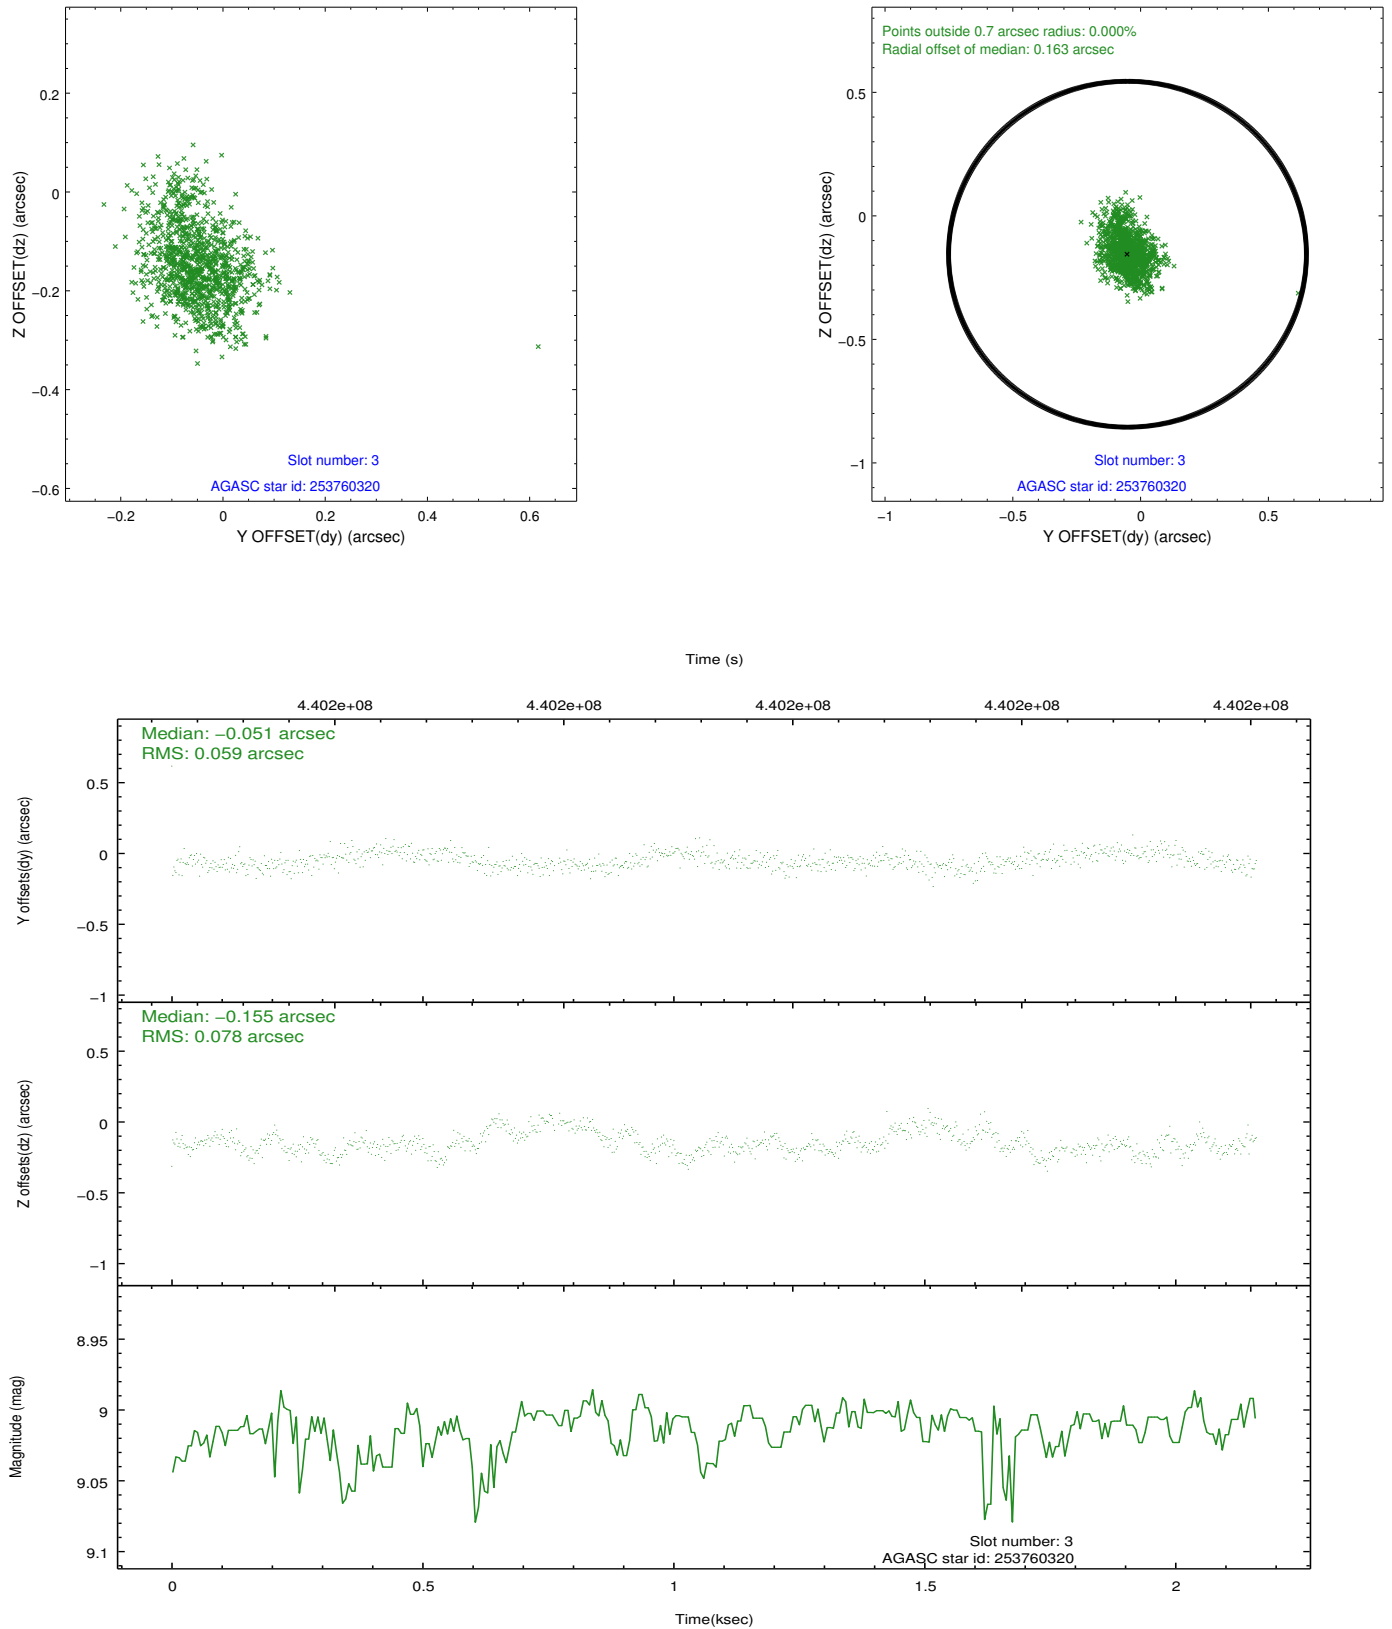 0.2
0
−0.2
−0.4
−0.6
Z OFFSET(dz) (arcsec)
Slot number: 3
AGASC star id: 253760320
−0.2
0
0.2
0.4
0.6
Y OFFSET(dy) (arcsec)
Points outside 0.7 arcsec radius: 0.000%
Radial offset of median: 0.163 arcsec
0.5
0
−0.5
−1
Z OFFSET(dz) (arcsec)
Slot number: 3
AGASC star id: 253760320
−1
−0.5
0
0.5
Y OFFSET(dy) (arcsec)
Time (s)
4.402e+08
4.402e+08
4.402e+08
4.402e+08
4.402e+08
Median: −0.051 arcsec
RMS: 0.059 arcsec
0.5
0
−0.5
−1
Y offsets(dy) (arcsec)
Median: −0.155 arcsec
RMS: 0.078 arcsec
0.5
0
−0.5
−1
Z offsets(dz) (arcsec)
8.95
9
9.05
9.1
Magnitude (mag)
Slot number: 3
AGASC star id: 253760320
0
0.5
1
1.5
2
Time(ksec)